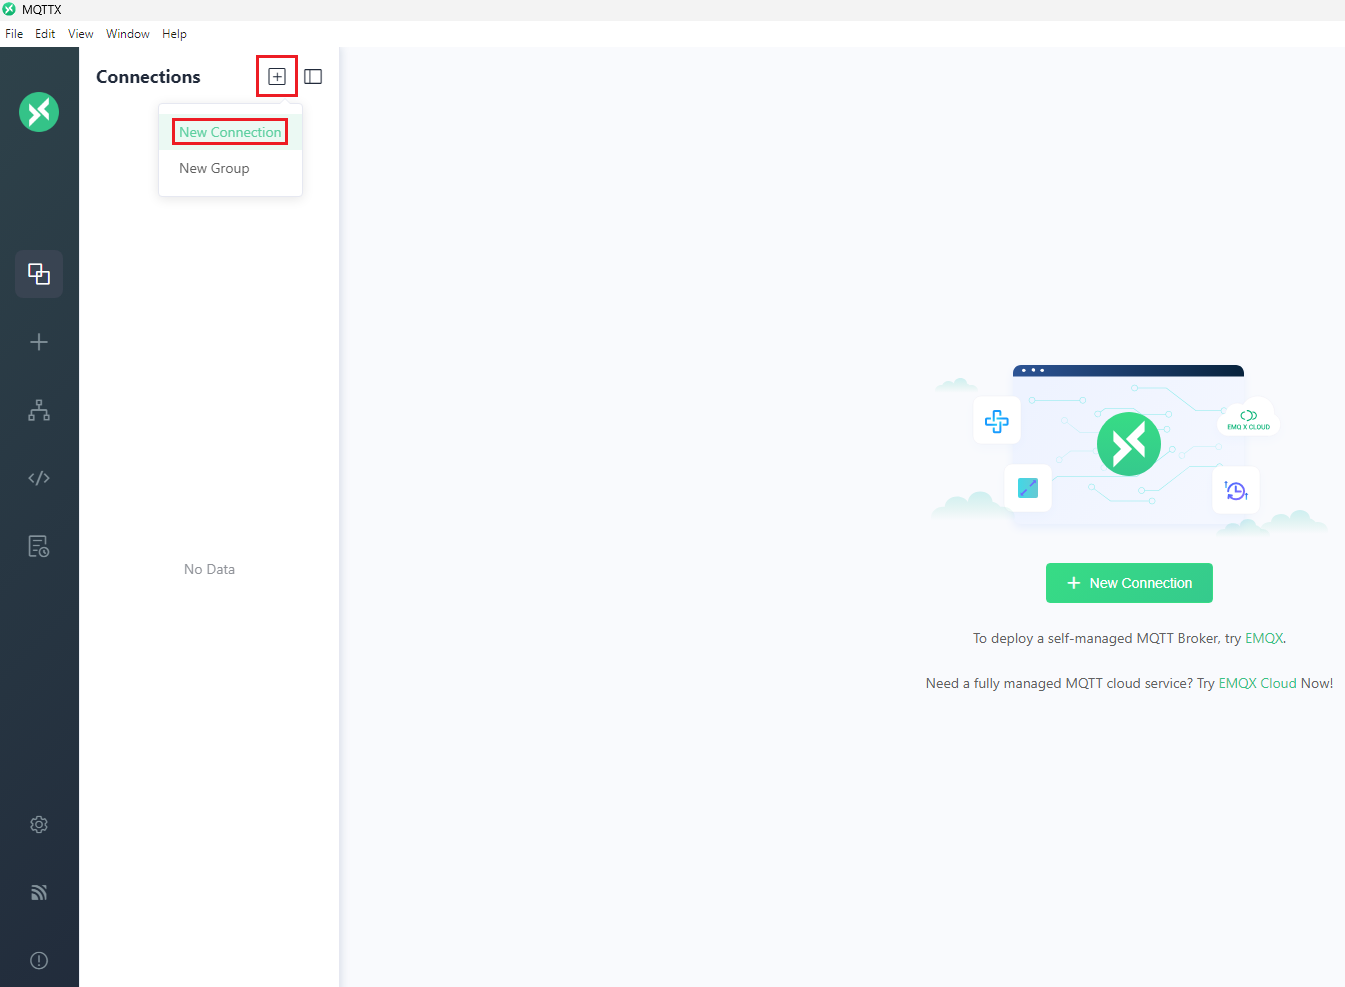 MQTTX
File Edit View Window Help
Connections
New Connection
New Group
No Data
EMQ X CLOUD
New Connection
To deploy a self-managed MQTT Broker, try EMQX.
Need a fully managed MQTT cloud service? Try EMQX Cloud Now!